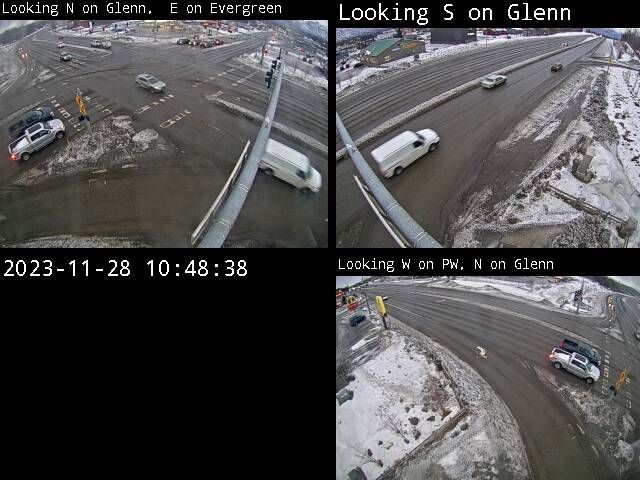 Looking N on Glenn,  E on Evergreen
Looking S on Glenn
2023-11-28 10:48:38
Looking W on PW, N on Glenn